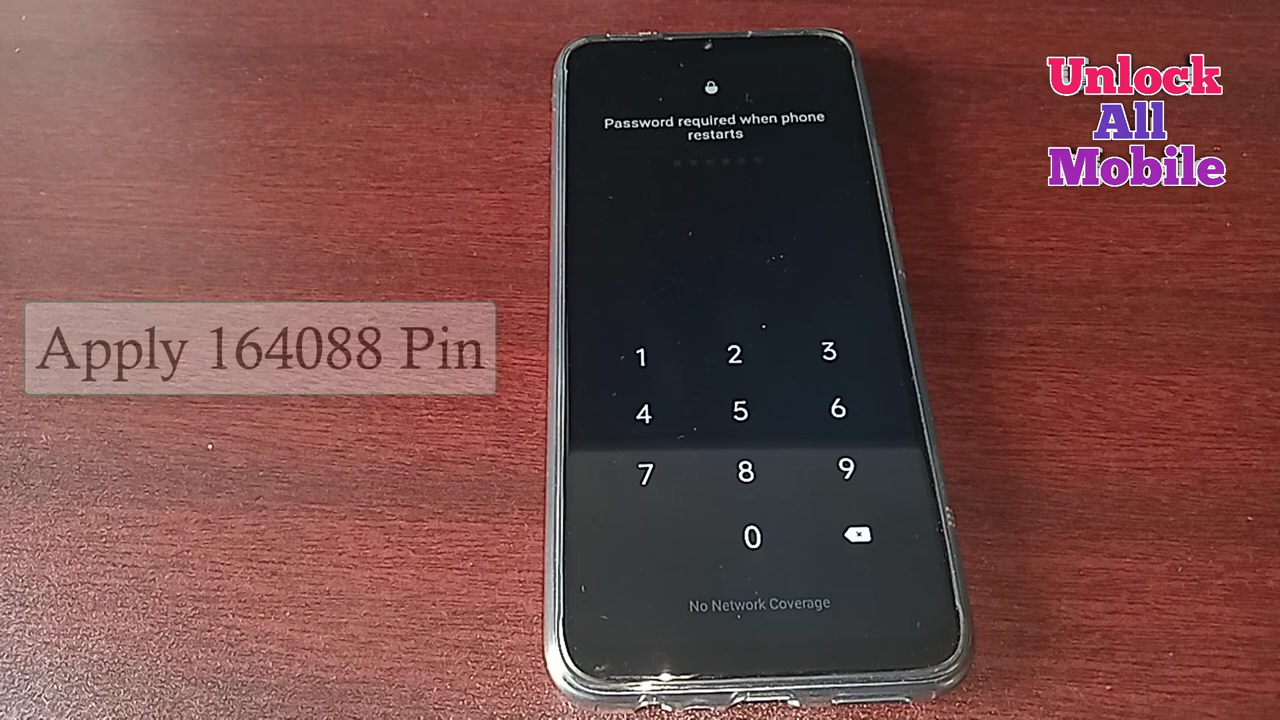 Unlock
All
Mobile
Password required when phone
restarts
Apply 164088 Pin
1 2 3
4 5 6
7 8 9
0
No Network Coverage